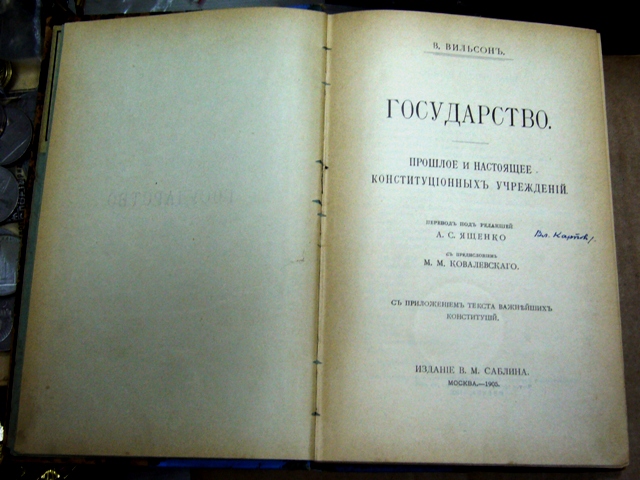 В. ВИЛЬСОНЪ.
ГОСУДАРСТВО.
ПРОШЛОЕ И НАСТОЯЩЕЕ
КОНСТИТУЦІОННЫХЪ УЧРЕЖДЕНІЙ.
ПЕРЕВОДЪ ПОДЪ РЕДАКЦІЕЙ
А. С. ЯЩЕНКО
Вл.
СЪ ПРЕДИСЛОВІЕМЪ
М. М. КОВАЛЕВСКАГО.
СЪ ПРИЛОЖЕНІЕМЪ ТЕКСТА ВАЖНѢЙШИХЪ
КОНСТИТУЦІЙ.
ИЗДАНІЕ В. М. САБЛИНА.
МОСКВА.—1905.